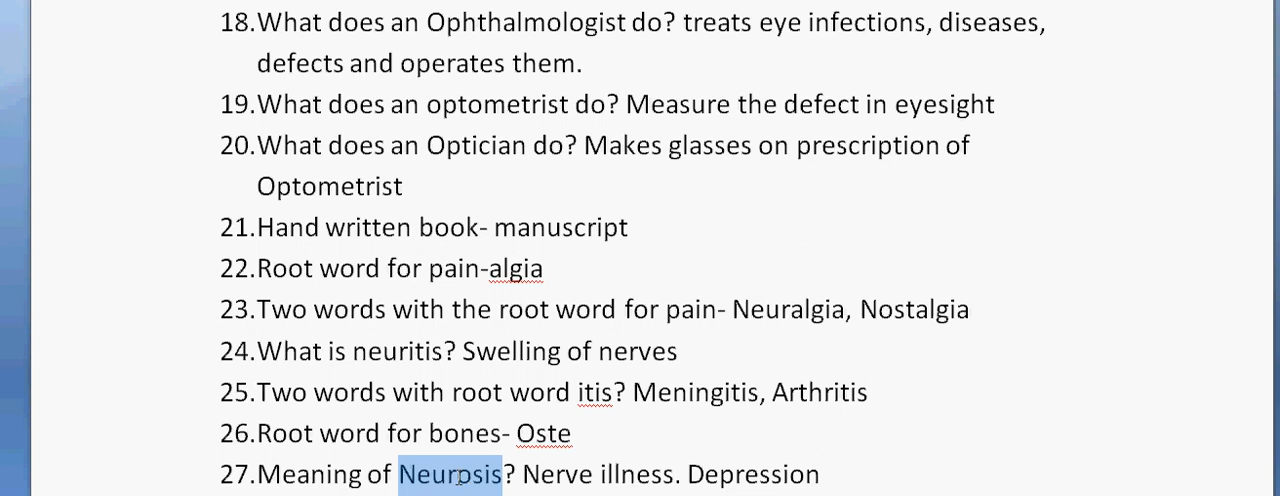 18.What does an Ophthalmologist do? treats eye infections, diseases,
defects and operates them.
19.What does an optometrist do? Measure the defect in eyesight
20.What does an Optician do? Makes glasses on prescription of
Optometrist
21.Hand written book- manuscript
22.Root word for pain-algia
23.Two words with the root word for pain- Neuralgia, Nostalgia
24.What is neuritis? Swelling of nerves
25.Two words with root word itis? Meningitis, Arthritis
26.Root word for bones- Oste
27.Meaning of Neurosis? Nerve illness. Depression